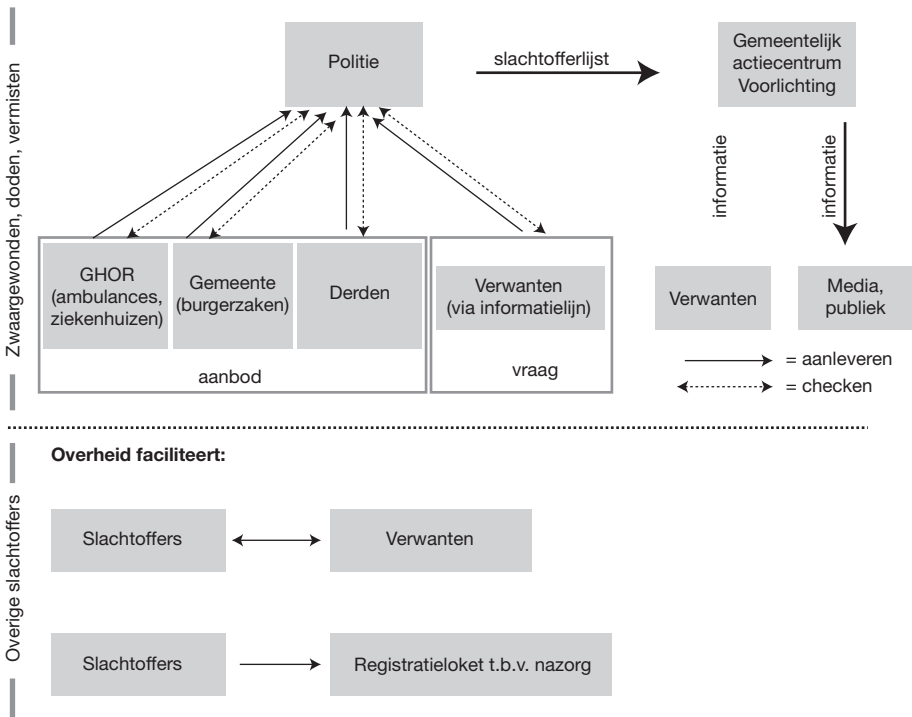 Zwaargewonden, doden, vermisten
Politie
slachtofferlijst
Gemeentelijk
actiecentrum
Voorlichting
informatie
informatie
GHOR
(ambulances,
ziekenhuizen)
Gemeente
(burgerzaken)
Derden
aanbod
Verwanten
(via informatielijn)
vraag
Verwanten
Media,
publiek
= aanleveren
= checken
Overige slachtoffers
Overheid faciliteert:
Slachtoffers
Verwanten
Slachtoffers
Registratieloket t.b.v. nazorg